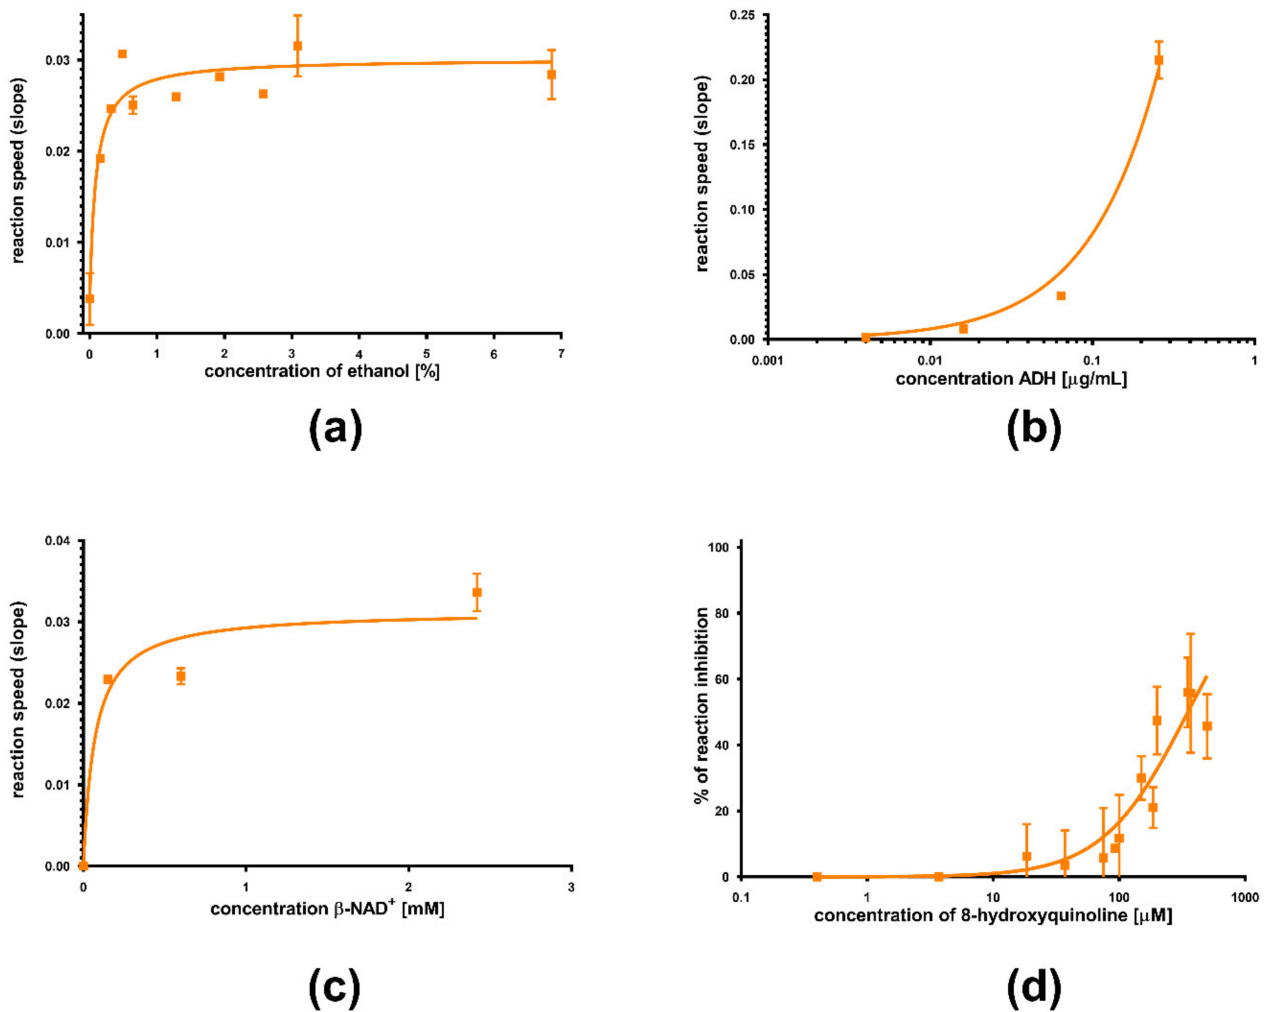 0.03
0.02
0.01
0.00
reaction speed (slope)
0 1 2 3 4 5 6 7
concentration of ethanol [%]
(a)
0.25
0.20
0.15
0.10
0.05
0.00
reaction speed (slope)
0.001 0.01 0.1 1
concentration ADH [μg/mL]
(b)
0.04
0.03
0.02
0.01
0.00
reaction speed (slope)
0 1 2 3
concentration β-NAD⁺ [mM]
(c)
100
80
60
40
20
0
% of reaction inhibition
0.1 1 10 100 1000
concentration of 8-hydroxyquinoline [μM]
(d)